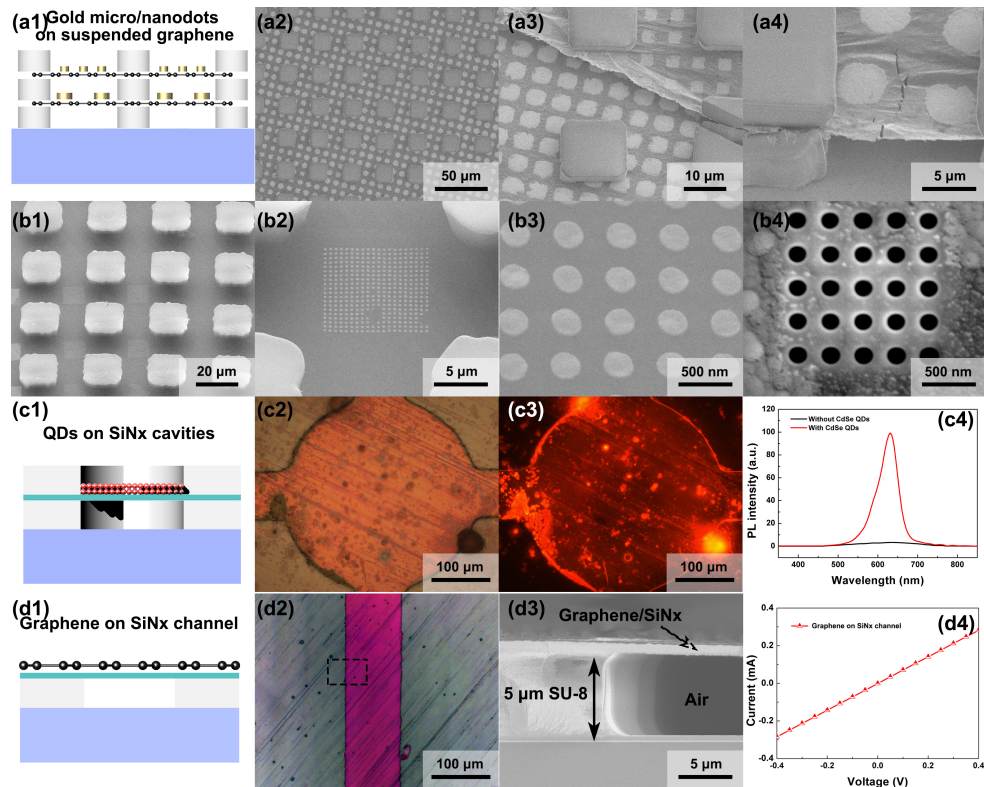 (a1) Gold micro/nanodots
on suspended graphene
(a2)
50 µm
(a3)
10 µm
(a4)
5 µm
(b1)
20 µm
(b2)
5 µm
(b3)
500 nm
(b4)
500 nm
(c1)
QDs on SiNx cavities
(c2)
100 µm
(c3)
100 µm
(c4)
Without CdSe QDs
With CdSe QDs
PL intensity (a.u.)
120
100
80
60
40
20
0
400 500 600 700 800
Wavelength (nm)
(d1)
Graphene on SiNx channel
(d2)
100 µm
(d3)
Graphene/SiNx
5 µm SU-8
Air
5 µm
(d4)
Graphene on SiNx channel
Current (mA)
0.4
0.2
0.0
-0.2
-0.4
-0.4 -0.2 0.0 0.2 0.4
Voltage (V)